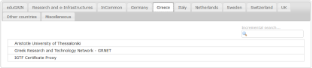 eduGAIN Research and e-Infrastructures InCommon Germany Greece Italy Netherlands Sweden Switzerland UK
Other countries Miscellaneous
Incremental search...
Aristotle University of Thessaloniki
Greek Research and Technology Network - GRNET
IGTF Certificate Proxy